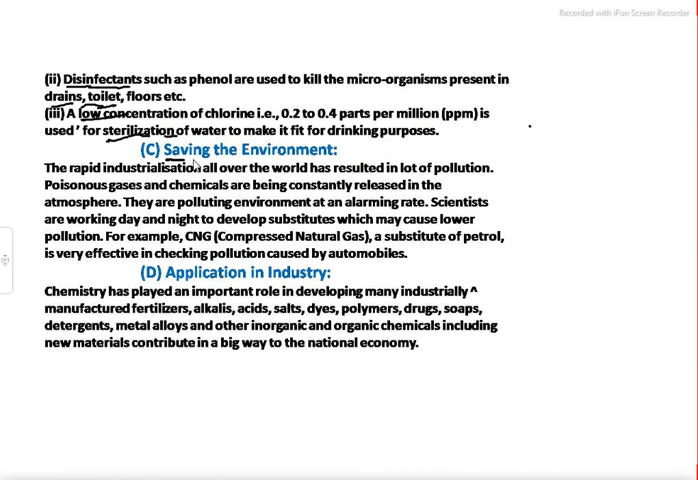 Recorded with iFun Screen Recorder
(ii) Disinfectants such as phenol are used to kill the micro-organisms present in
drains, toilet, floors etc.
(iii) A low concentration of chlorine i.e., 0.2 to 0.4 parts per million (ppm) is
used ’ for sterilization of water to make it fit for drinking purposes.
(C) Saving the Environment:
The rapid industrialisation all over the world has resulted in lot of pollution.
Poisonous gases and chemicals are being constantly released in the
atmosphere. They are polluting environment at an alarming rate. Scientists
are working day and night to develop substitutes which may cause lower
pollution. For example, CNG (Compressed Natural Gas), a substitute of petrol,
is very effective in checking pollution caused by automobiles.
(D) Application in Industry:
Chemistry has played an important role in developing many industrially ^
manufactured fertilizers, alkalis, acids, salts, dyes, polymers, drugs, soaps,
detergents, metal alloys and other inorganic and organic chemicals including
new materials contribute in a big way to the national economy.